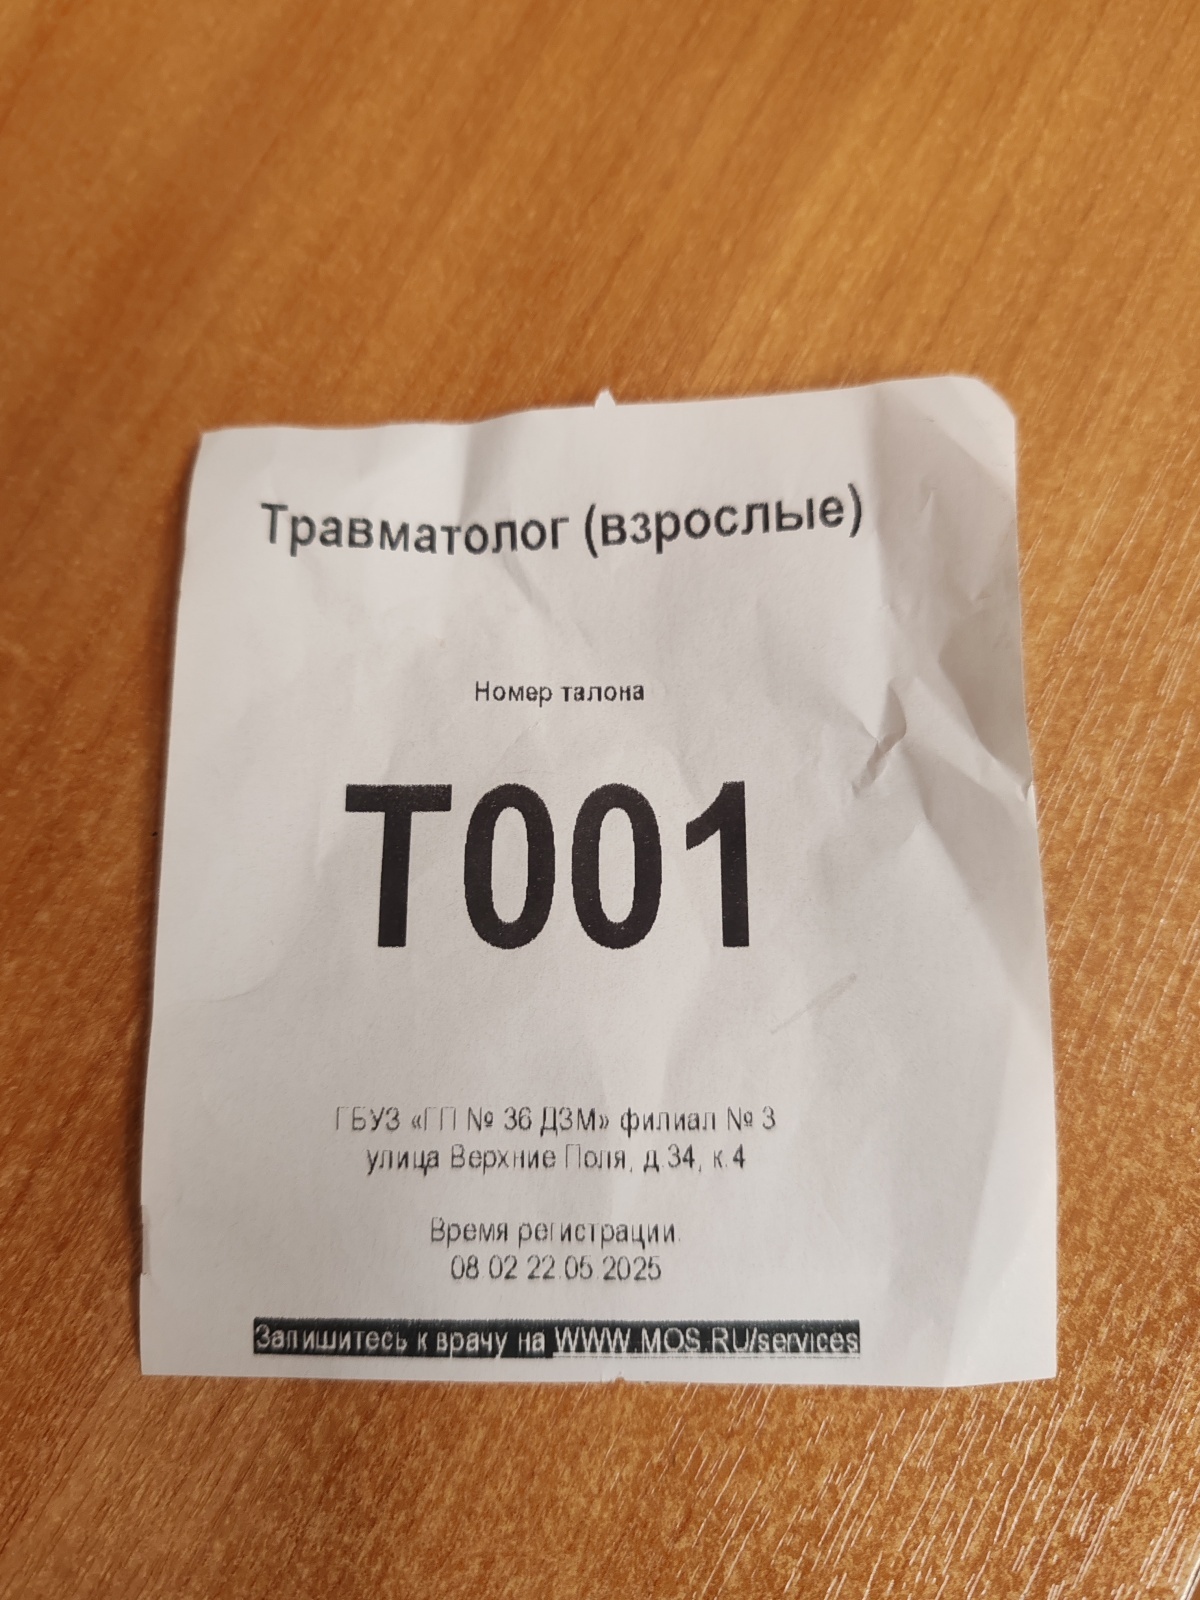 Травматолог (взрослые)
Номер талона
Т001
ГБУЗ «ГП № 36 ДЗМ» филиал № 3
улица Верхние Поля, д.34, к.4
Время регистрации:
08:02 22.05.2025
Запишитесь к врачу на WWW.MOS.RU/services